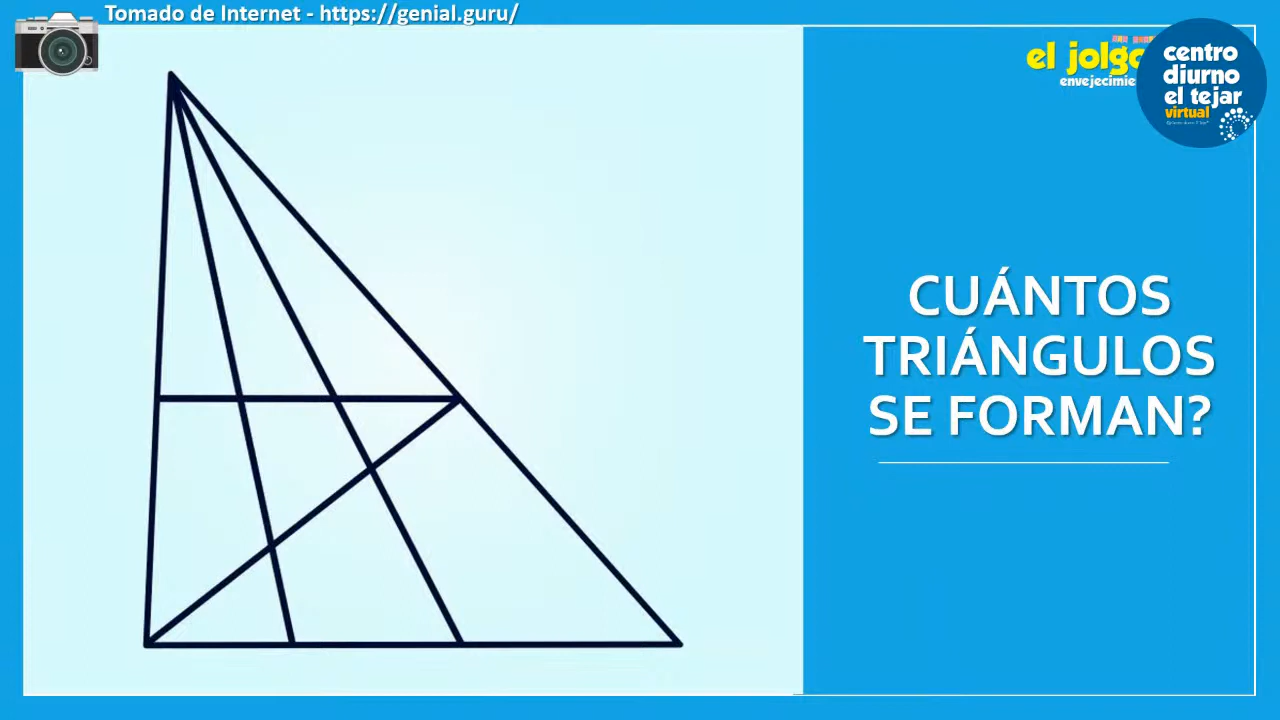 Tomado de Internet - https://genial.guru/
el jolgo
envejecimie
centro
diurno
el tejar
virtual
CUÁNTOS
TRIÁNGULOS
SE FORMAN?